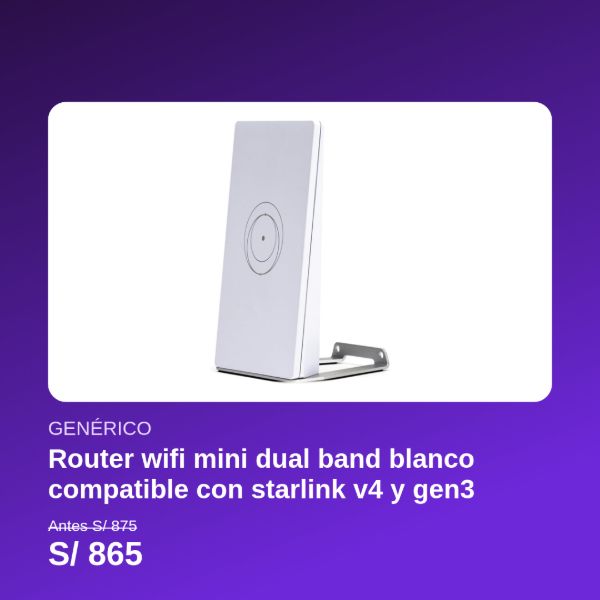 GENÉRICO
Router wifi mini dual band blanco
compatible con starlink v4 y gen3
Antes S/ 875
S/ 865